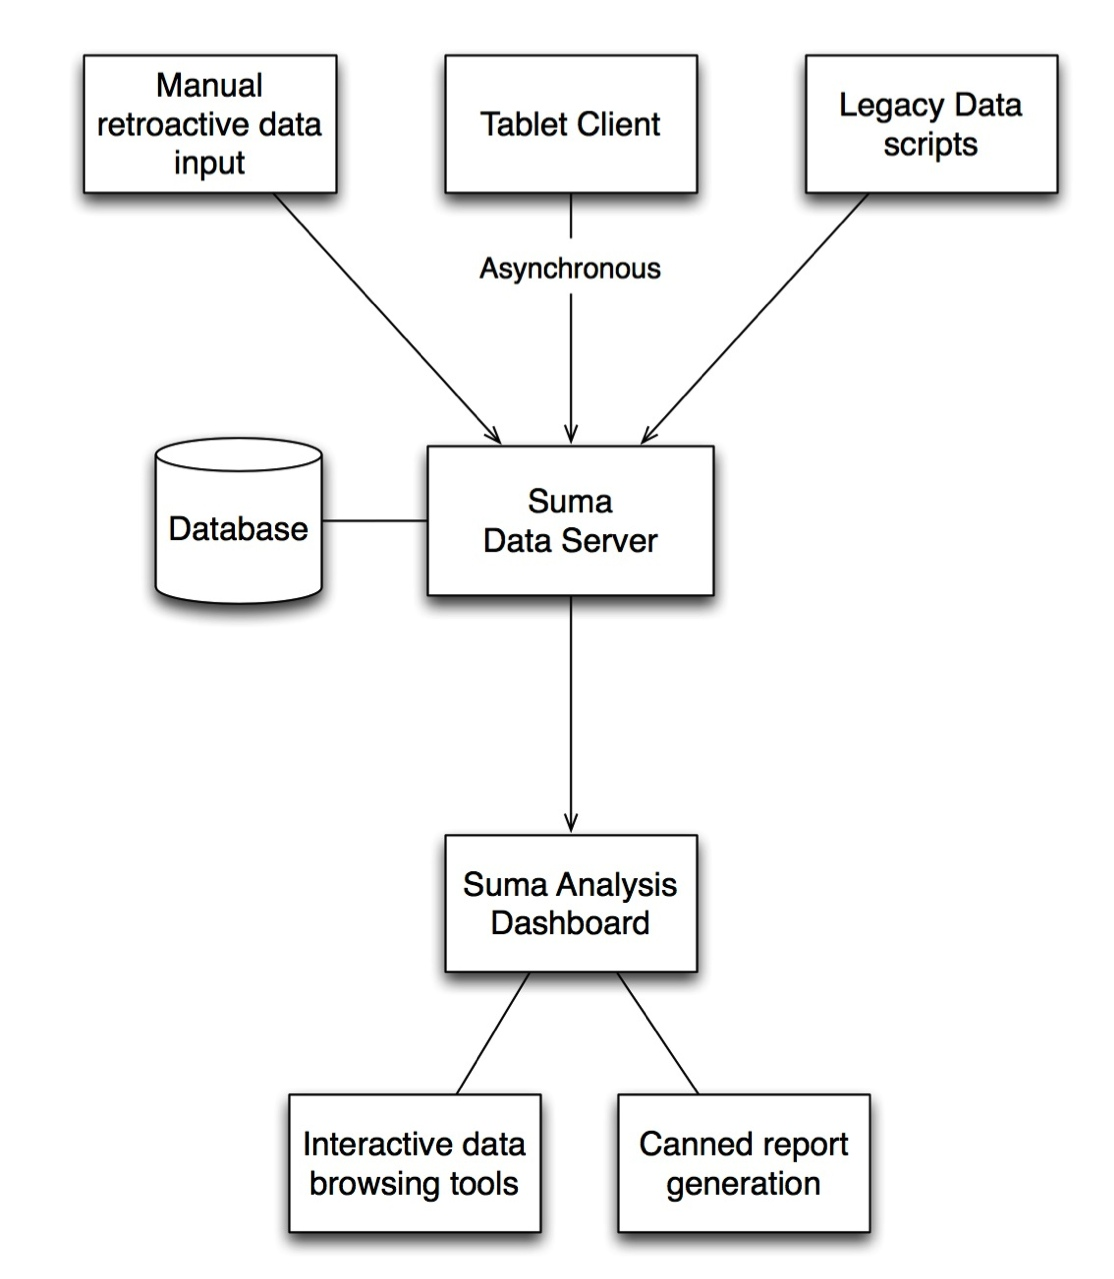 Manual
retroactive data
input
Tablet Client
Legacy Data
scripts
Asynchronous
Database
Suma
Data Server
Suma Analysis
Dashboard
Interactive data
browsing tools
Canned report
generation